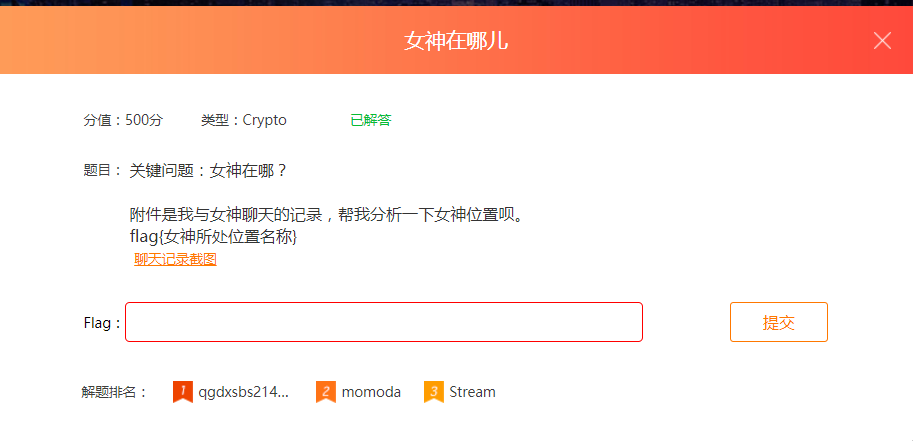 女神在哪儿
分值：500分 类型：Crypto 已解答
题目： 关键问题：女神在哪？
附件是我与女神聊天的记录，帮我分析一下女神位置呗。
flag{女神所处位置名称}
聊天记录截图
Flag： 提交
解题排名： 1 qgdxsbs214... 2 momoda 3 Stream